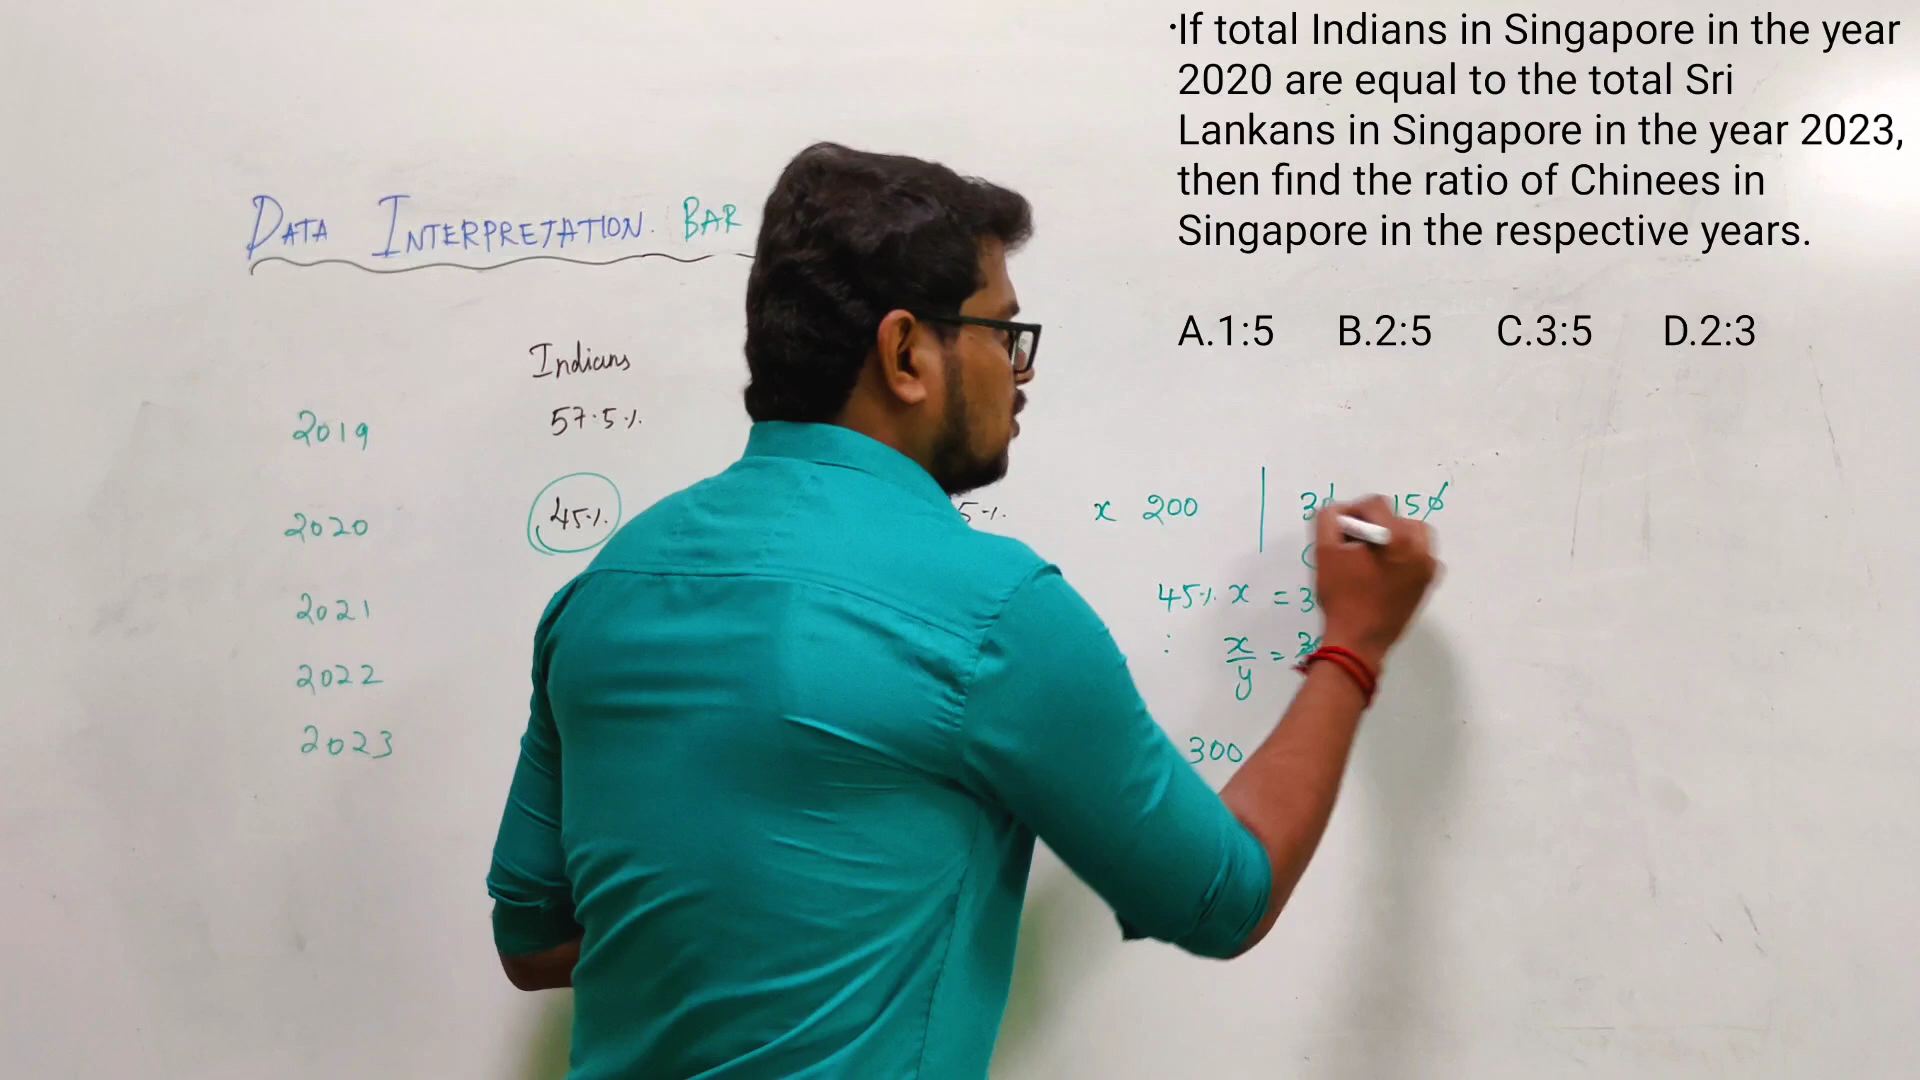 ·If total Indians in Singapore in the year
2020 are equal to the total Sri
Lankans in Singapore in the year 2023,
then find the ratio of Chinees in
Singapore in the respective years.
A.1:5 B.2:5 C.3:5 D.2:3
DATA INTERPRETATION. BAR
Indians
2019 57.5%
2020 45% 5% x 200 150
2021 45% x =
2022 x/y =
2023 300